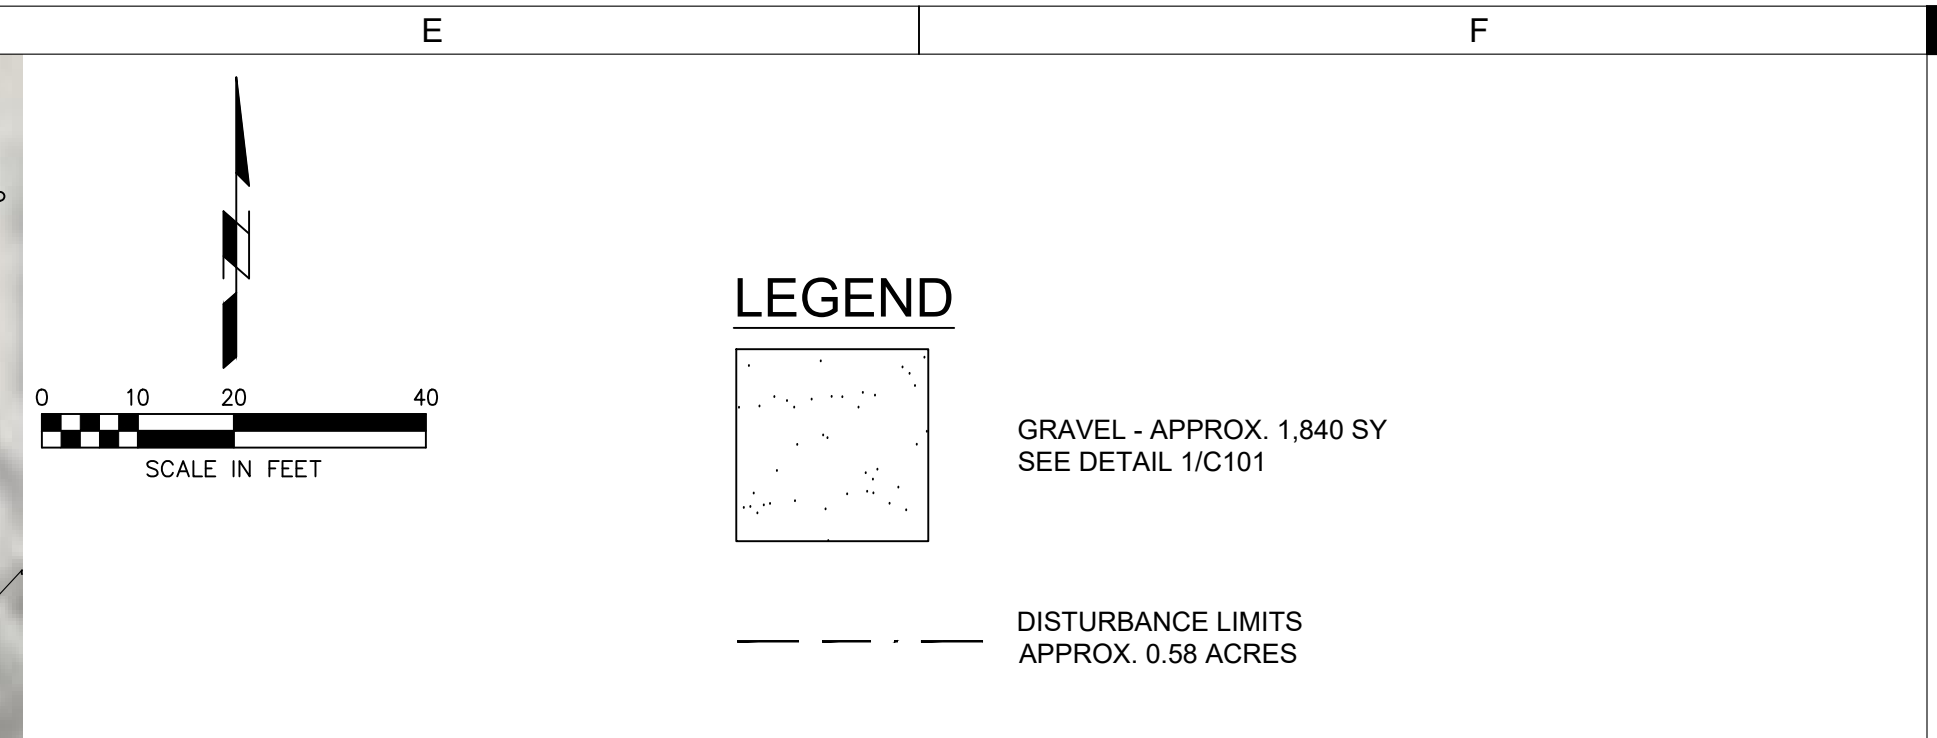 E
F
0 10 20 40
SCALE IN FEET
LEGEND
GRAVEL - APPROX. 1,840 SY
SEE DETAIL 1/C101
DISTURBANCE LIMITS
APPROX. 0.58 ACRES